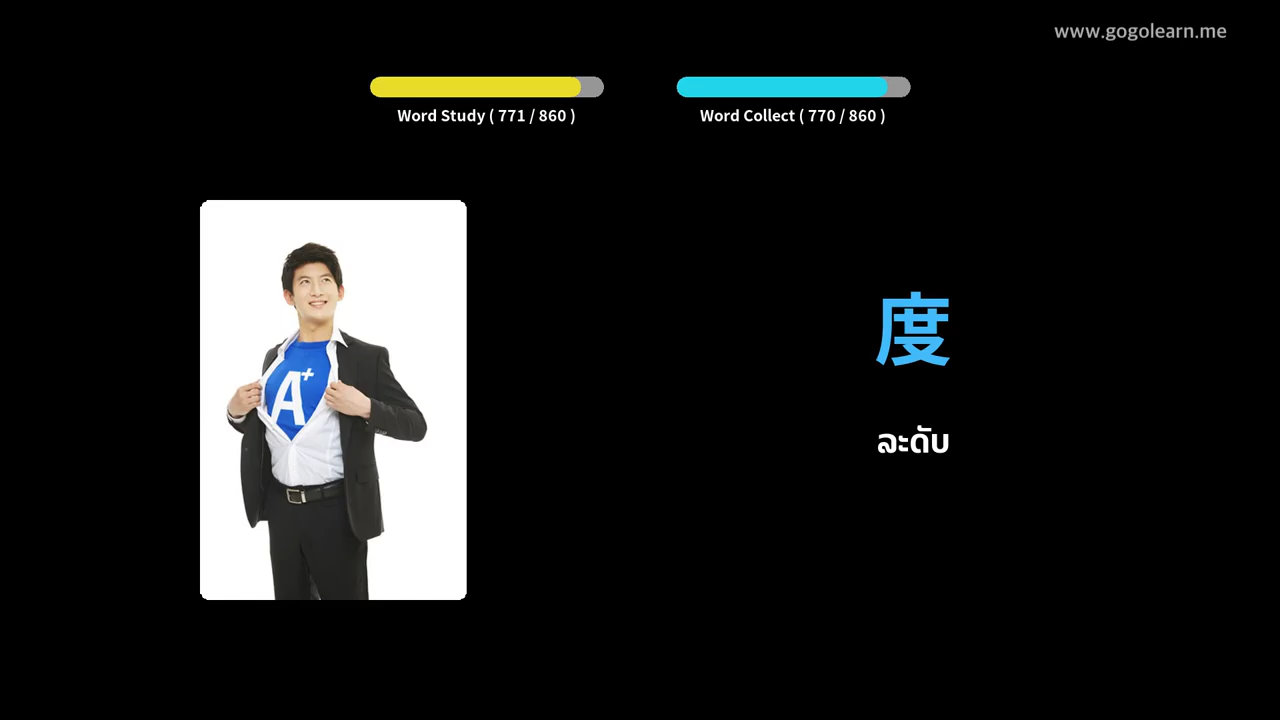 www.gogolearn.me
Word Study ( 771 / 860 )
Word Collect ( 770 / 860 )
A+
度
ละดับ